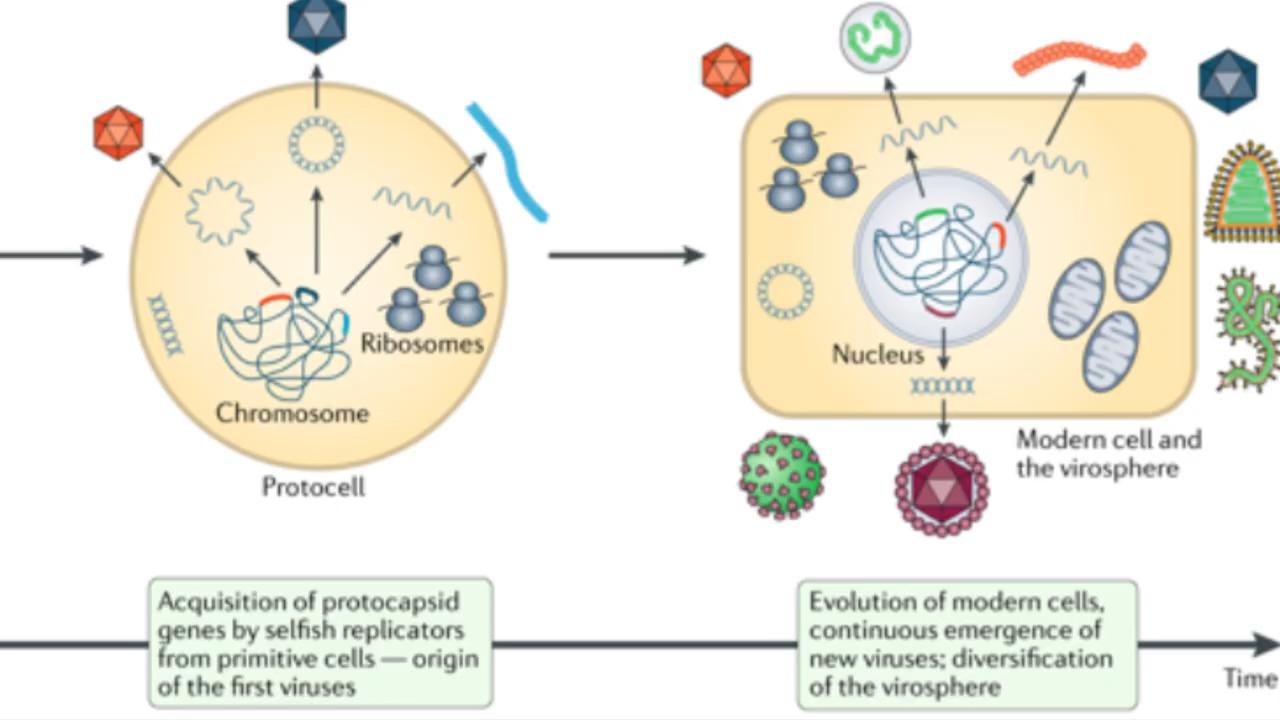 Ribosomes
Chromosome
Protocell
Nucleus
Modern cell and
the virosphere
Acquisition of protocapsid
genes by selfish replicators
from primitive cells — origin
of the first viruses
Evolution of modern cells,
continuous emergence of
new viruses; diversification
of the virosphere
Time